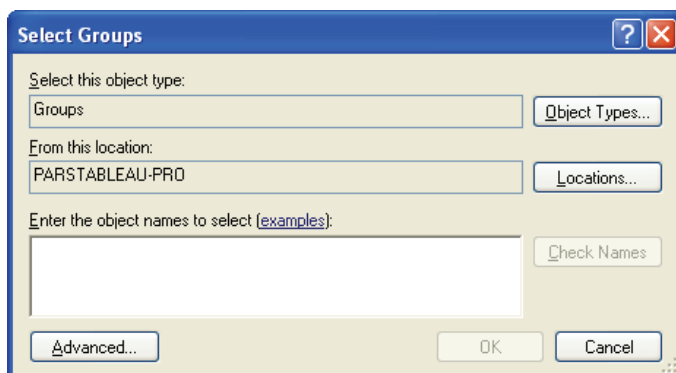 Select Groups
Select this object type:
Groups
Object Types...
From this location:
PARSTABLEAU-PRO
Locations...
Enter the object names to select (examples):
Check Names
Advanced...
OK
Cancel